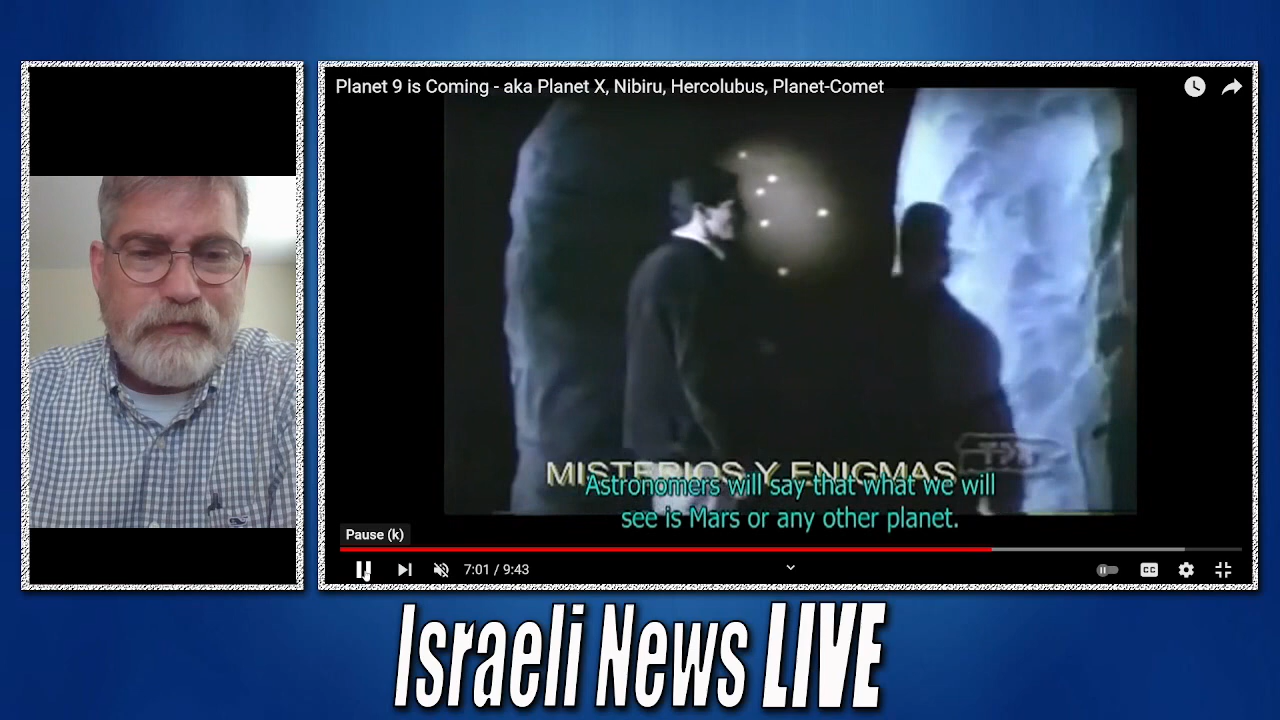 Planet 9 is Coming - aka Planet X, Nibiru, Hercolubus, Planet-Comet
MISTERIOS Y ENIGMAS
Astronomers will say that what we will
see is Mars or any other planet.
Pause (k)
7:01 / 9:43
CC
Israeli News LIVE